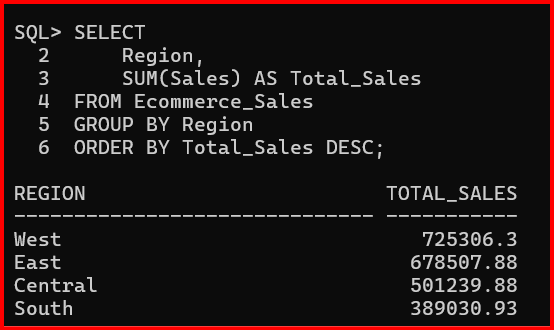 SQL> SELECT
  2      Region,
  3      SUM(Sales) AS Total_Sales
  4  FROM Ecommerce_Sales
  5  GROUP BY Region
  6  ORDER BY Total_Sales DESC;

REGION                         TOTAL_SALES
------------------------------ -----------
West                              725306.3
East                             678507.88
Central                          501239.88
South                            389030.93